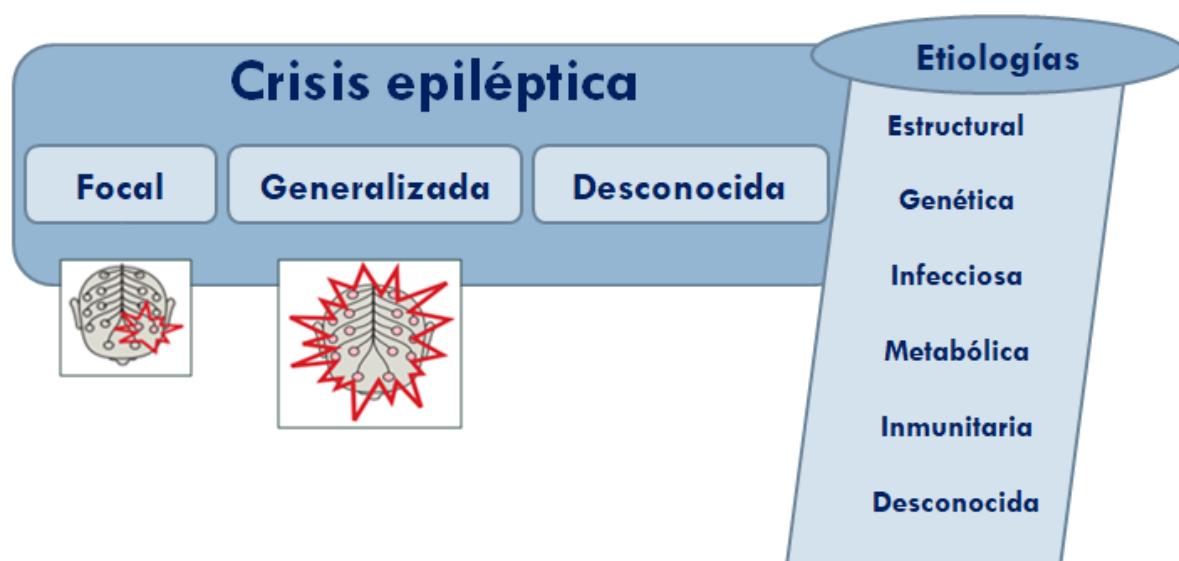 Crisis epiléptica
Focal
Generalizada
Desconocida
Etiologías
Estructural
Genética
Infecciosa
Metabólica
Inmunitaria
Desconocida